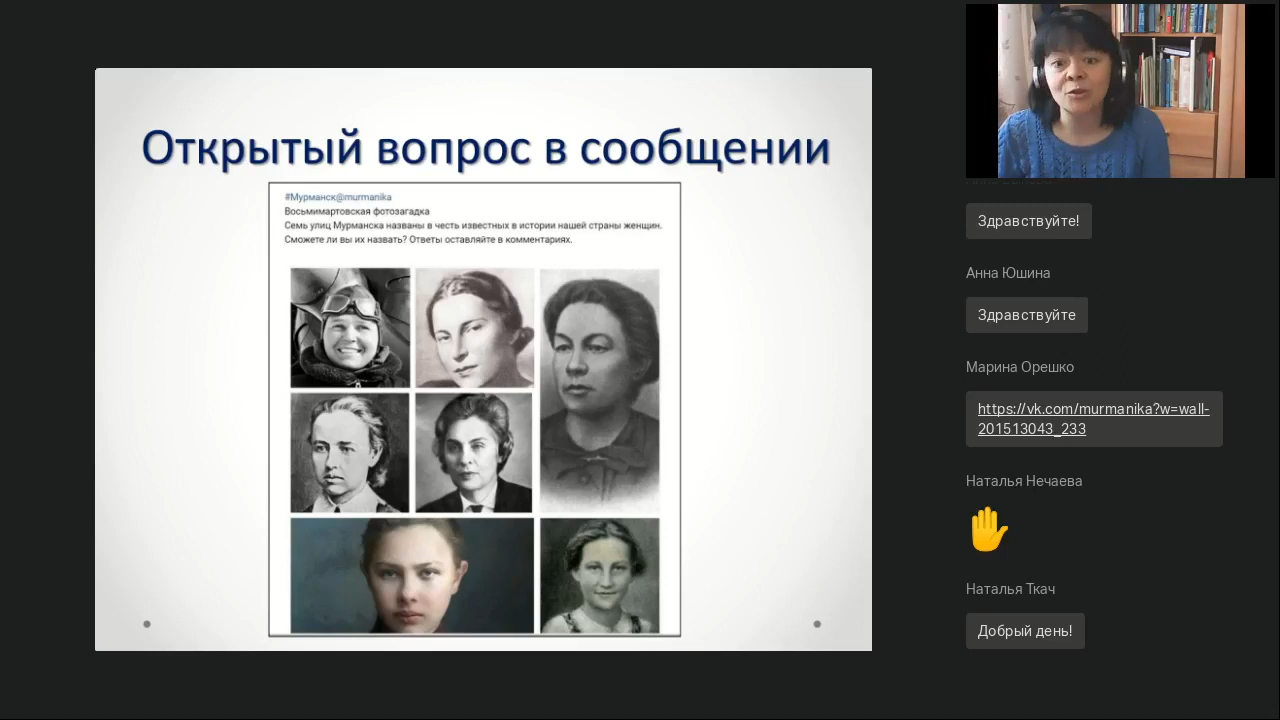 Открытый вопрос в сообщении
#Мурманск@murmanika
Восьмимартовская фотозагадка
Семь улиц Мурманска названы в честь известных в истории нашей страны женщин.
Сможете ли вы их назвать? Ответы оставляйте в комментариях.
Здравствуйте!
Анна Юшина
Здравствуйте
Марина Орешко
https://vk.com/murmanika?w=wall-
201513043_233
Наталья Нечаева
Наталья Ткач
Добрый день!